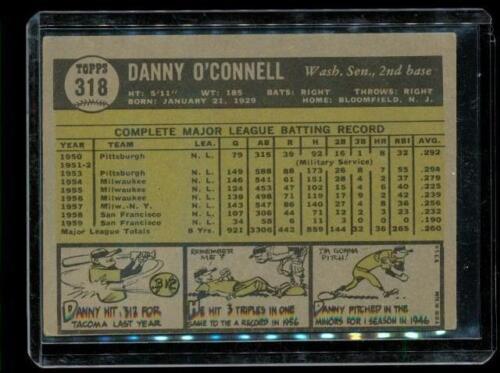 TOPPS
318
DANNY O'CONNELL
Wash. Sen., 2nd base
HT: 5'11" WT: 185 BATS: RIGHT THROWS: RIGHT
BORN: JANUARY 21, 1929 HOME: BLOOMFIELD, N. J.
COMPLETE MAJOR LEAGUE BATTING RECORD
YEAR TEAM LEA. G AB R H 2B 3B HR RBI AVG.
1950 Pittsburgh N. L. 79 315 39 92 16 1 8 32 .292
1951-2 (Military Service)
1953 Pittsburgh N. L. 149 588 88 173 26 8 7 55 .294
1954 Milwaukee N. L. 146 541 61 151 28 4 2 37 .279
1955 Milwaukee N. L. 124 453 47 102 15 4 6 40 .225
1956 Milwaukee N. L. 139 498 71 119 17 9 2 42 .239
1957 Milw.-N. Y. N. L. 143 547 86 140 27 4 8 36 .256
1958 San Francisco N. L. 107 306 44 71 12 2 3 23 .232
1959 San Francisco N. L. 34 58 6 11 3 0 0 0 .190
Major League Totals 8 Yrs. 921 3306 442 859 144 32 36 265 .260
312
DANNY HIT .312 FOR
TACOMA LAST YEAR
REMEMBER
ME?
HE HIT 3 TRIPLES IN ONE
GAME TO TIE A RECORD IN 1956
I'M GONNA
PITCH!
DANNY PITCHED IN THE
MINORS FOR 1 SEASON IN 1946